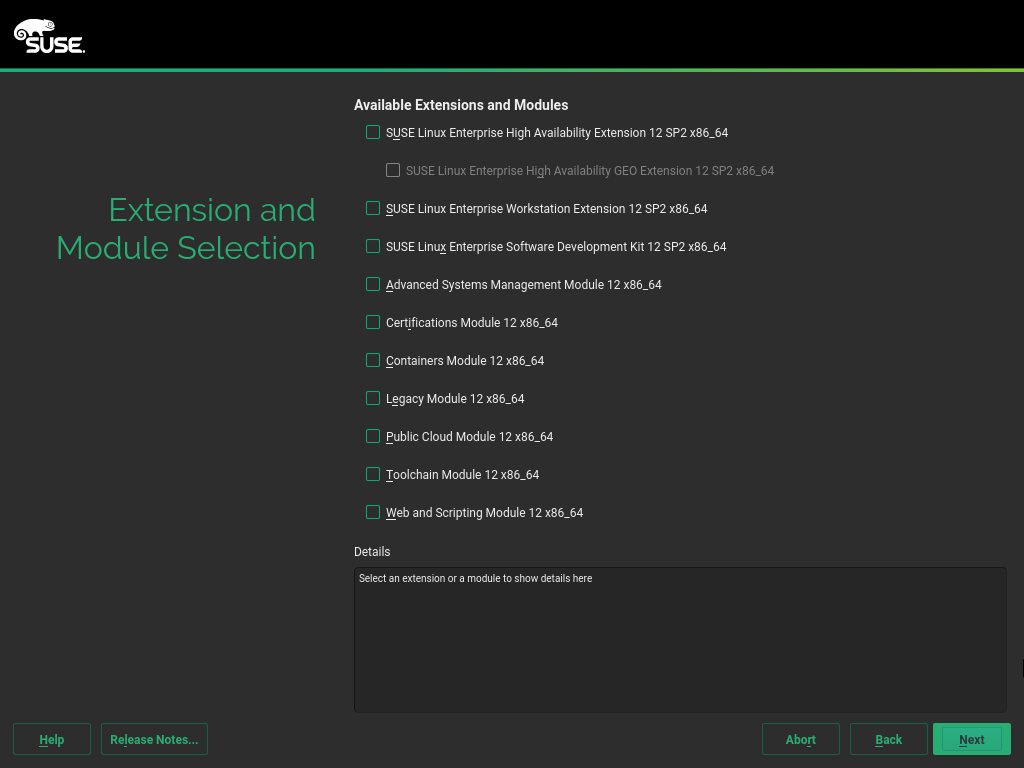 SUSE.
Extension and
Module Selection
Available Extensions and Modules
SUSE Linux Enterprise High Availability Extension 12 SP2 x86_64
SUSE Linux Enterprise High Availability GEO Extension 12 SP2 x86_64
SUSE Linux Enterprise Workstation Extension 12 SP2 x86_64
SUSE Linux Enterprise Software Development Kit 12 SP2 x86_64
Advanced Systems Management Module 12 x86_64
Certifications Module 12 x86_64
Containers Module 12 x86_64
Legacy Module 12 x86_64
Public Cloud Module 12 x86_64
Toolchain Module 12 x86_64
Web and Scripting Module 12 x86_64
Details
Select an extension or a module to show details here
Help Release Notes... Abort Back Next